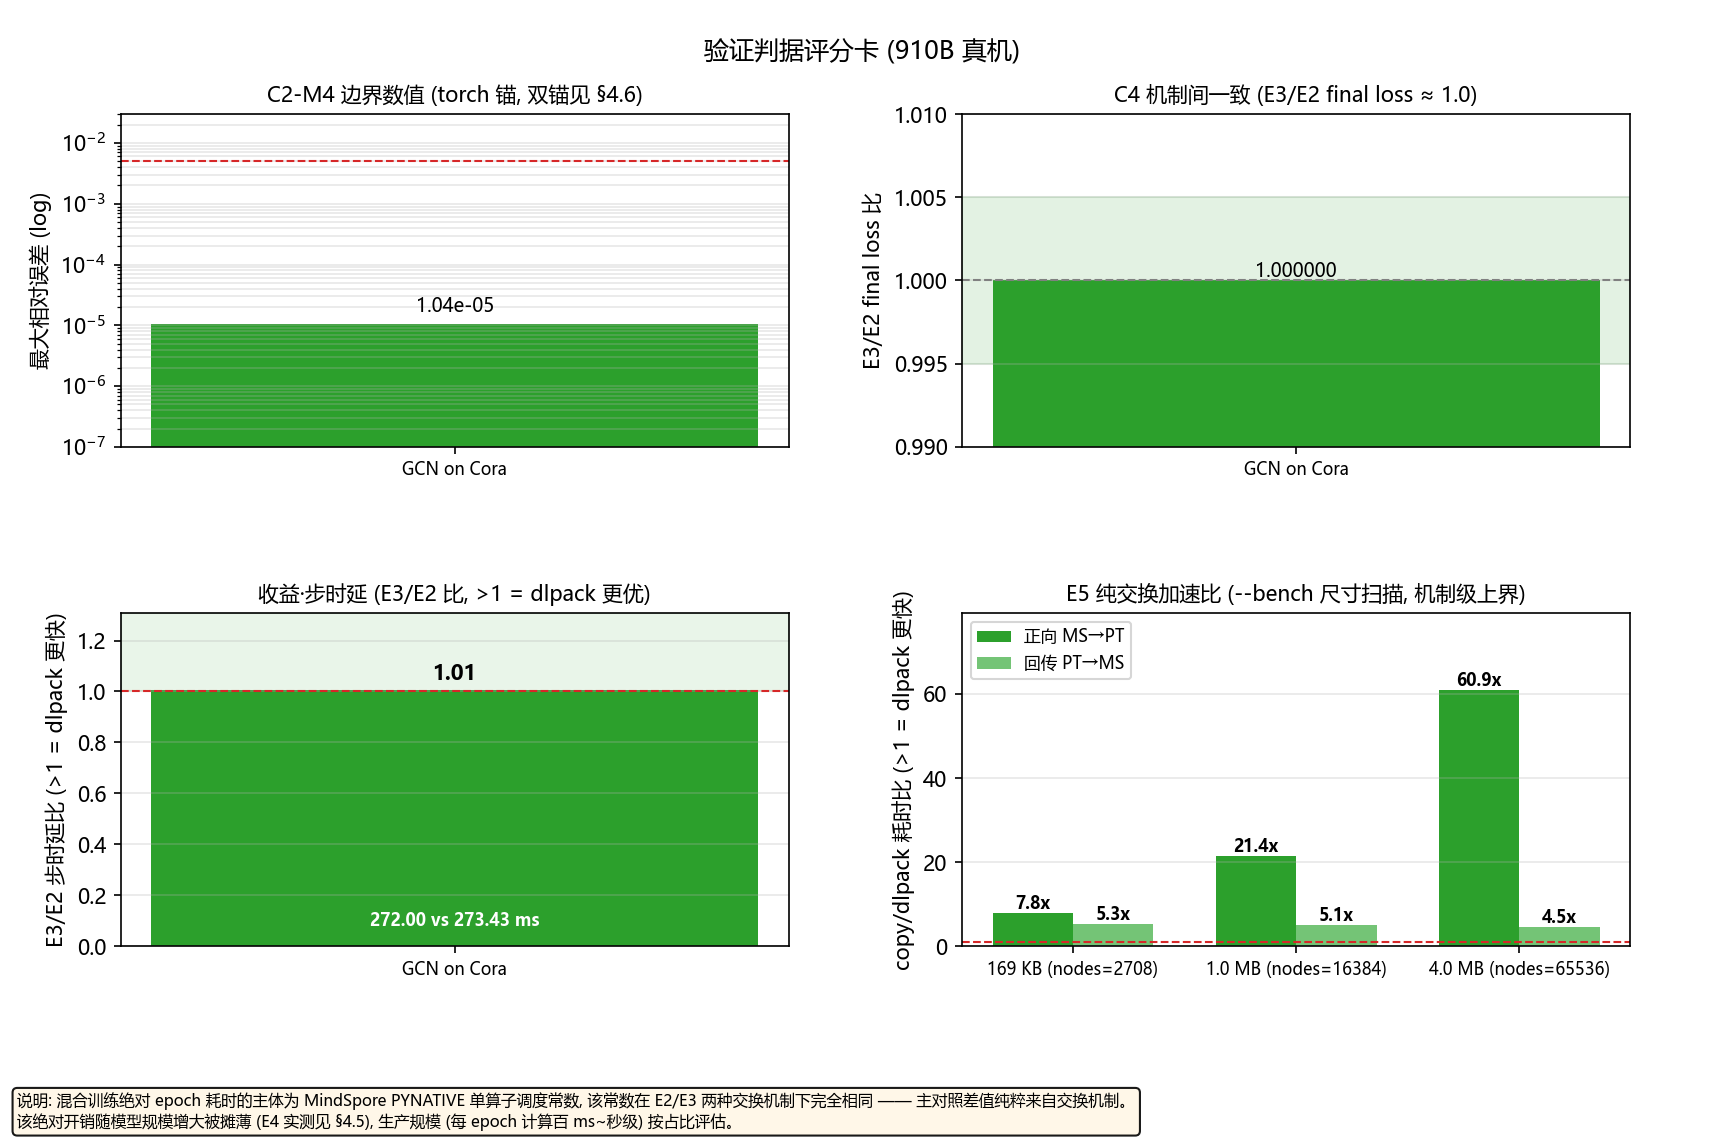 验证判据评分卡 (910B 真机)
C2-M4 边界数值 (torch 锚, 双锚见 §4.6)
最大相对误差 (log)
10⁻²
10⁻³
10⁻⁴
10⁻⁵
10⁻⁶
10⁻⁷
1.04e-05
GCN on Cora
C4 机制间一致 (E3/E2 final loss ≈ 1.0)
E3/E2 final loss 比
1.010
1.005
1.000
0.995
0.990
1.000000
GCN on Cora
收益·步时延 (E3/E2 比, >1 = dlpack 更优)
E3/E2 步时延比 (>1 = dlpack 更快)
1.2
1.0
0.8
0.6
0.4
0.2
0.0
1.01
272.00 vs 273.43 ms
GCN on Cora
E5 纯交换加速比 (--bench 尺寸扫描, 机制级上界)
copy/dlpack 耗时比 (>1 = dlpack 更快)
正向 MS→PT
回传 PT→MS
60
40
20
0
7.8x
5.3x
21.4x
5.1x
60.9x
4.5x
169 KB (nodes=2708)
1.0 MB (nodes=16384)
4.0 MB (nodes=65536)
说明: 混合训练绝对 epoch 耗时的主体为 MindSpore PYNATIVE 单算子调度常数, 该常数在 E2/E3 两种交换机制下完全相同 —— 主对照差值纯粹来自交换机制。
该绝对开销随模型规模增大被摊薄 (E4 实测见 §4.5), 生产规模 (每 epoch 计算百 ms~秒级) 按占比评估。